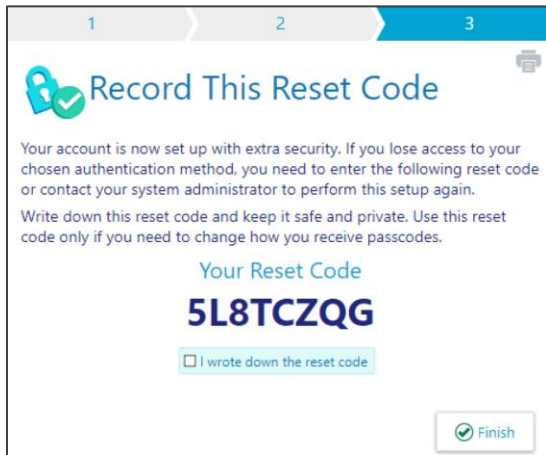 1 2 3
Record This Reset Code
Your account is now set up with extra security. If you lose access to your
chosen authentication method, you need to enter the following reset code
or contact your system administrator to perform this setup again.
Write down this reset code and keep it safe and private. Use this reset
code only if you need to change how you receive passcodes.
Your Reset Code
5L8TCZQG
I wrote down the reset code
Finish